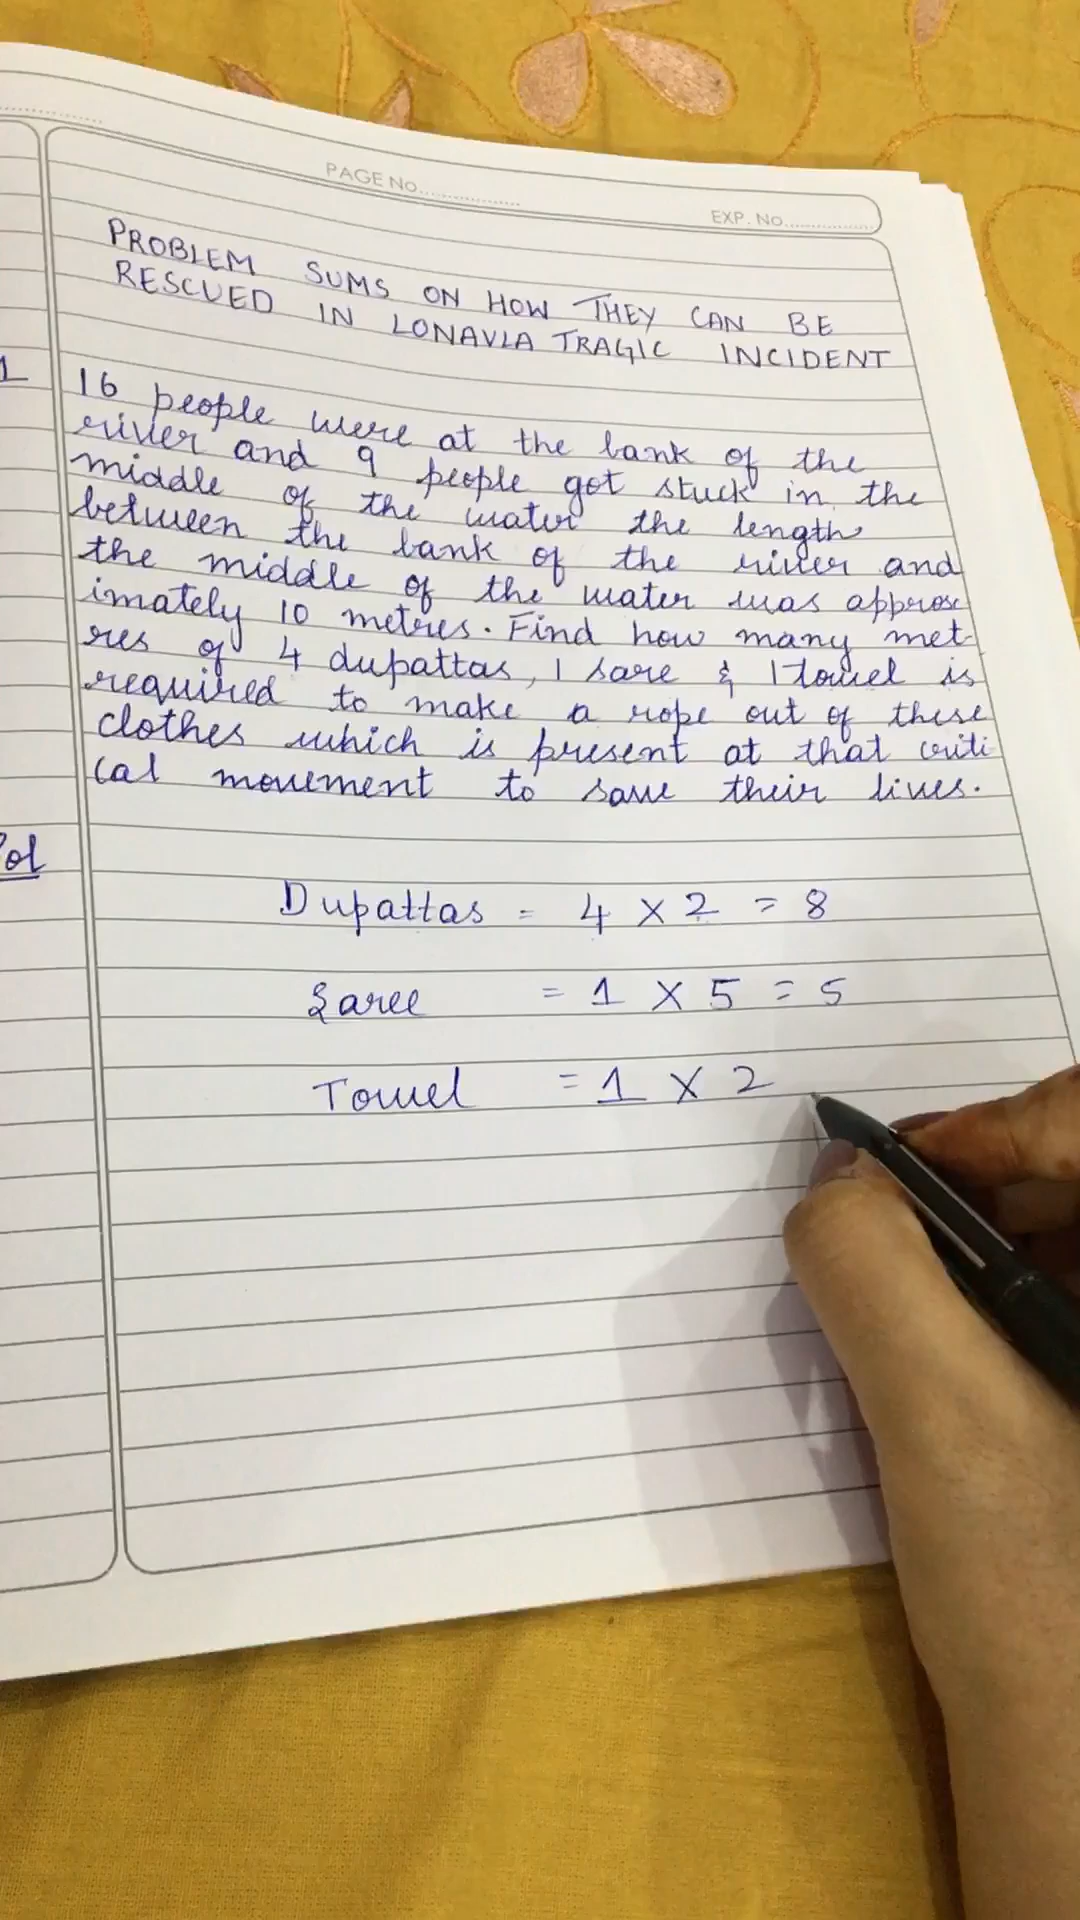 PAGE No.
EXP. No.
PROBLEM SUMS ON HOW THEY CAN BE
RESCUED IN LONAVLA TRAGIC INCIDENT
1 16 people were at the bank of the
river and 9 people got stuck in the
middle of the water the length
between the bank of the river and
the middle of the water was approx
imately 10 metres. Find how many met
res of 4 dupattas, 1 sare & 1 towel is
required to make a rope out of these
clothes which is present at that criti
cal movement to save their lives.
Sol
Dupattas = 4 X 2 = 8
Saree = 1 X 5 = 5
Towel = 1 X 2